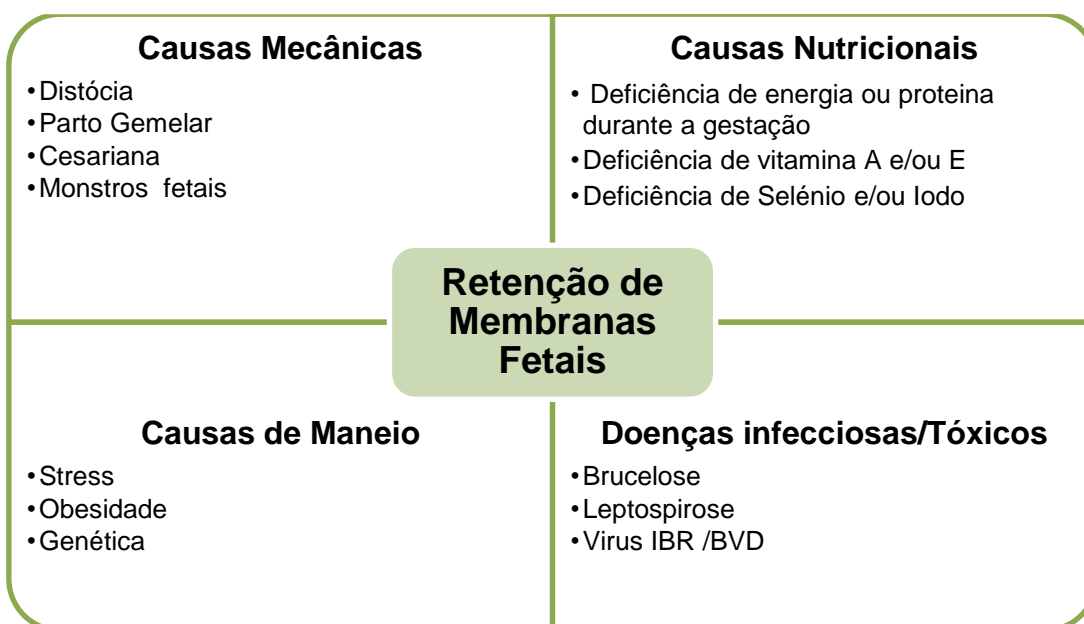 Causas Mecânicas
•Distócia
•Parto Gemelar
•Cesariana
•Monstros fetais
Causas Nutricionais
• Deficiência de energia ou proteina
durante a gestação
•Deficiência de vitamina A e/ou E
•Deficiência de Selénio e/ou Iodo
Retenção de
Membranas
Fetais
Causas de Maneio
•Stress
•Obesidade
•Genética
Doenças infecciosas/Tóxicos
•Brucelose
•Leptospirose
•Virus IBR /BVD